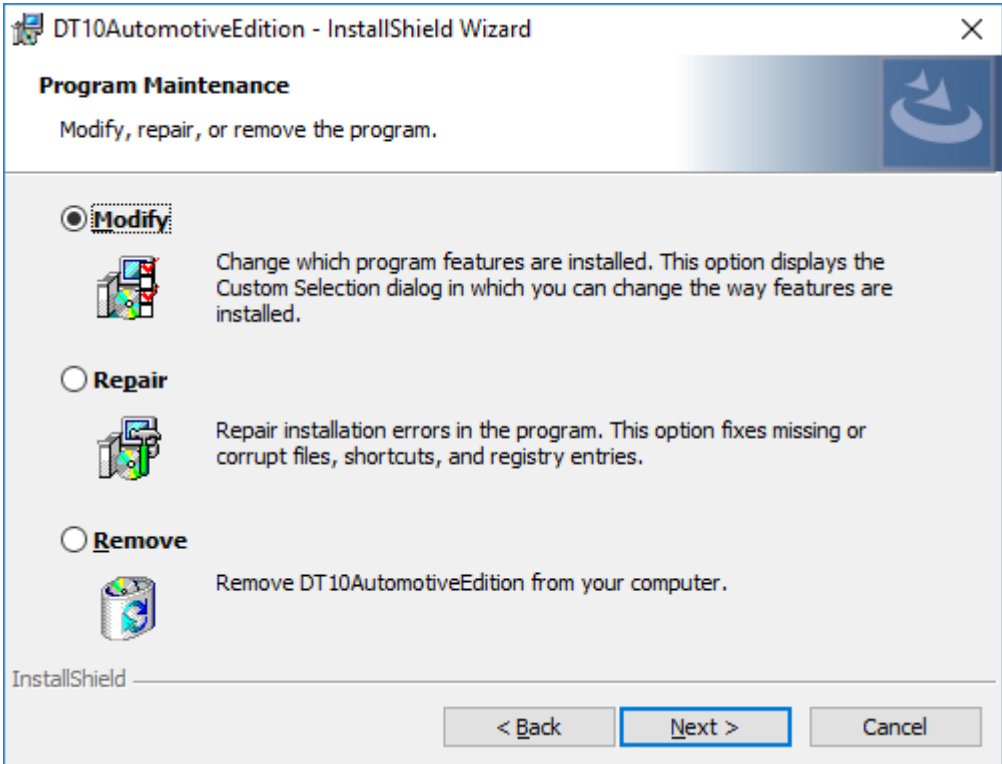 DT10AutomotiveEdition - InstallShield Wizard
Program Maintenance
Modify, repair, or remove the program.
Modify
Change which program features are installed. This option displays the
Custom Selection dialog in which you can change the way features are
installed.
Repair
Repair installation errors in the program. This option fixes missing or
corrupt files, shortcuts, and registry entries.
Remove
Remove DT10AutomotiveEdition from your computer.
InstallShield
< Back Next > Cancel